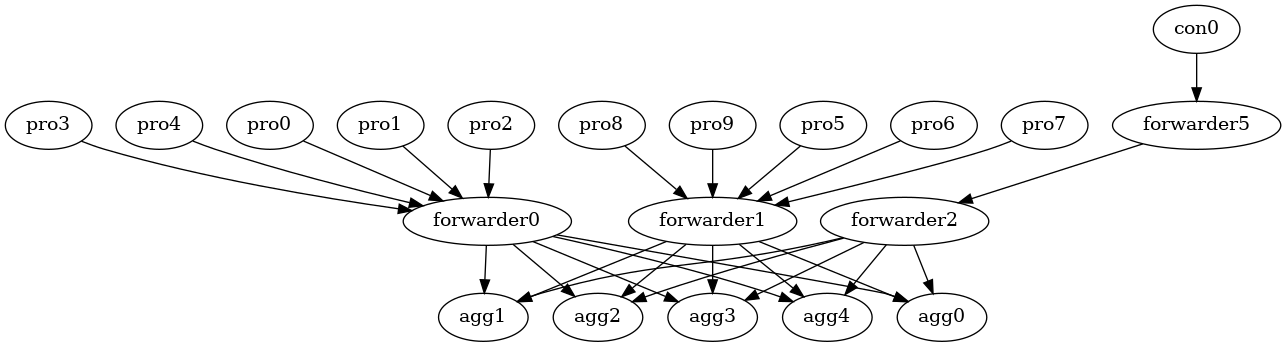 con0
pro3 pro4 pro0 pro1 pro2 pro8 pro9 pro5 pro6 pro7 forwarder5
forwarder0 forwarder1 forwarder2
agg1 agg2 agg3 agg4 agg0